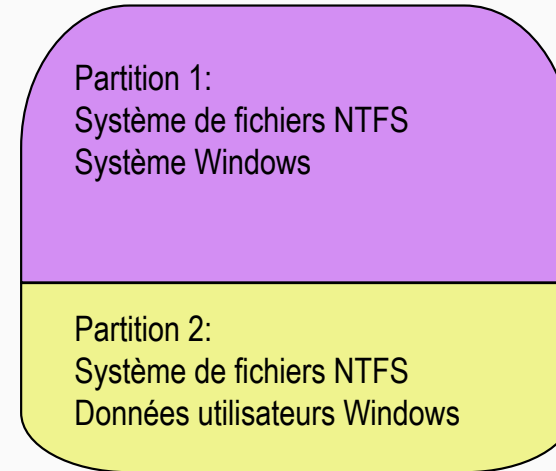 Partition 1:
Système de fichiers NTFS
Système Windows
Partition 2:
Système de fichiers NTFS
Données utilisateurs Windows